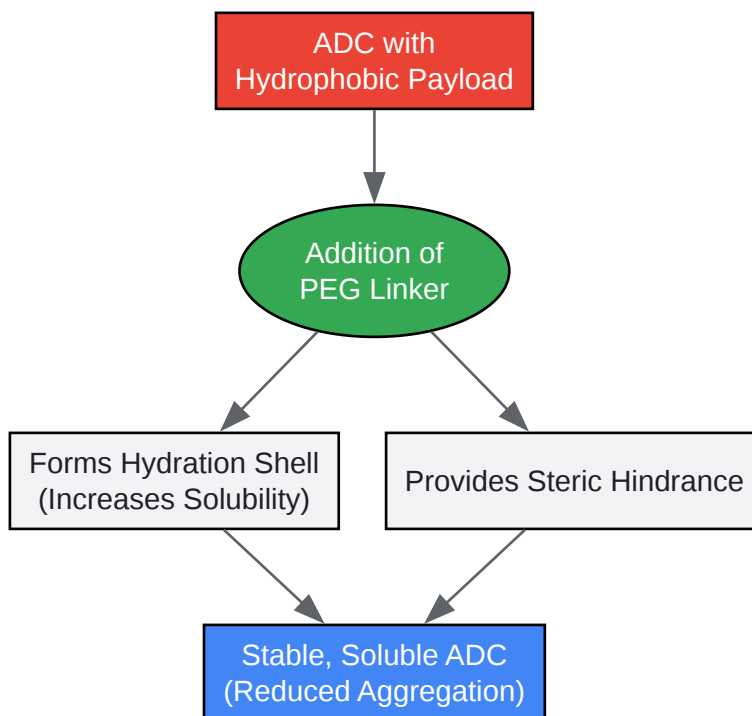 ADC with
Hydrophobic Payload
Addition of
PEG Linker
Forms Hydration Shell
(Increases Solubility)
Provides Steric Hindrance
Stable, Soluble ADC
(Reduced Aggregation)